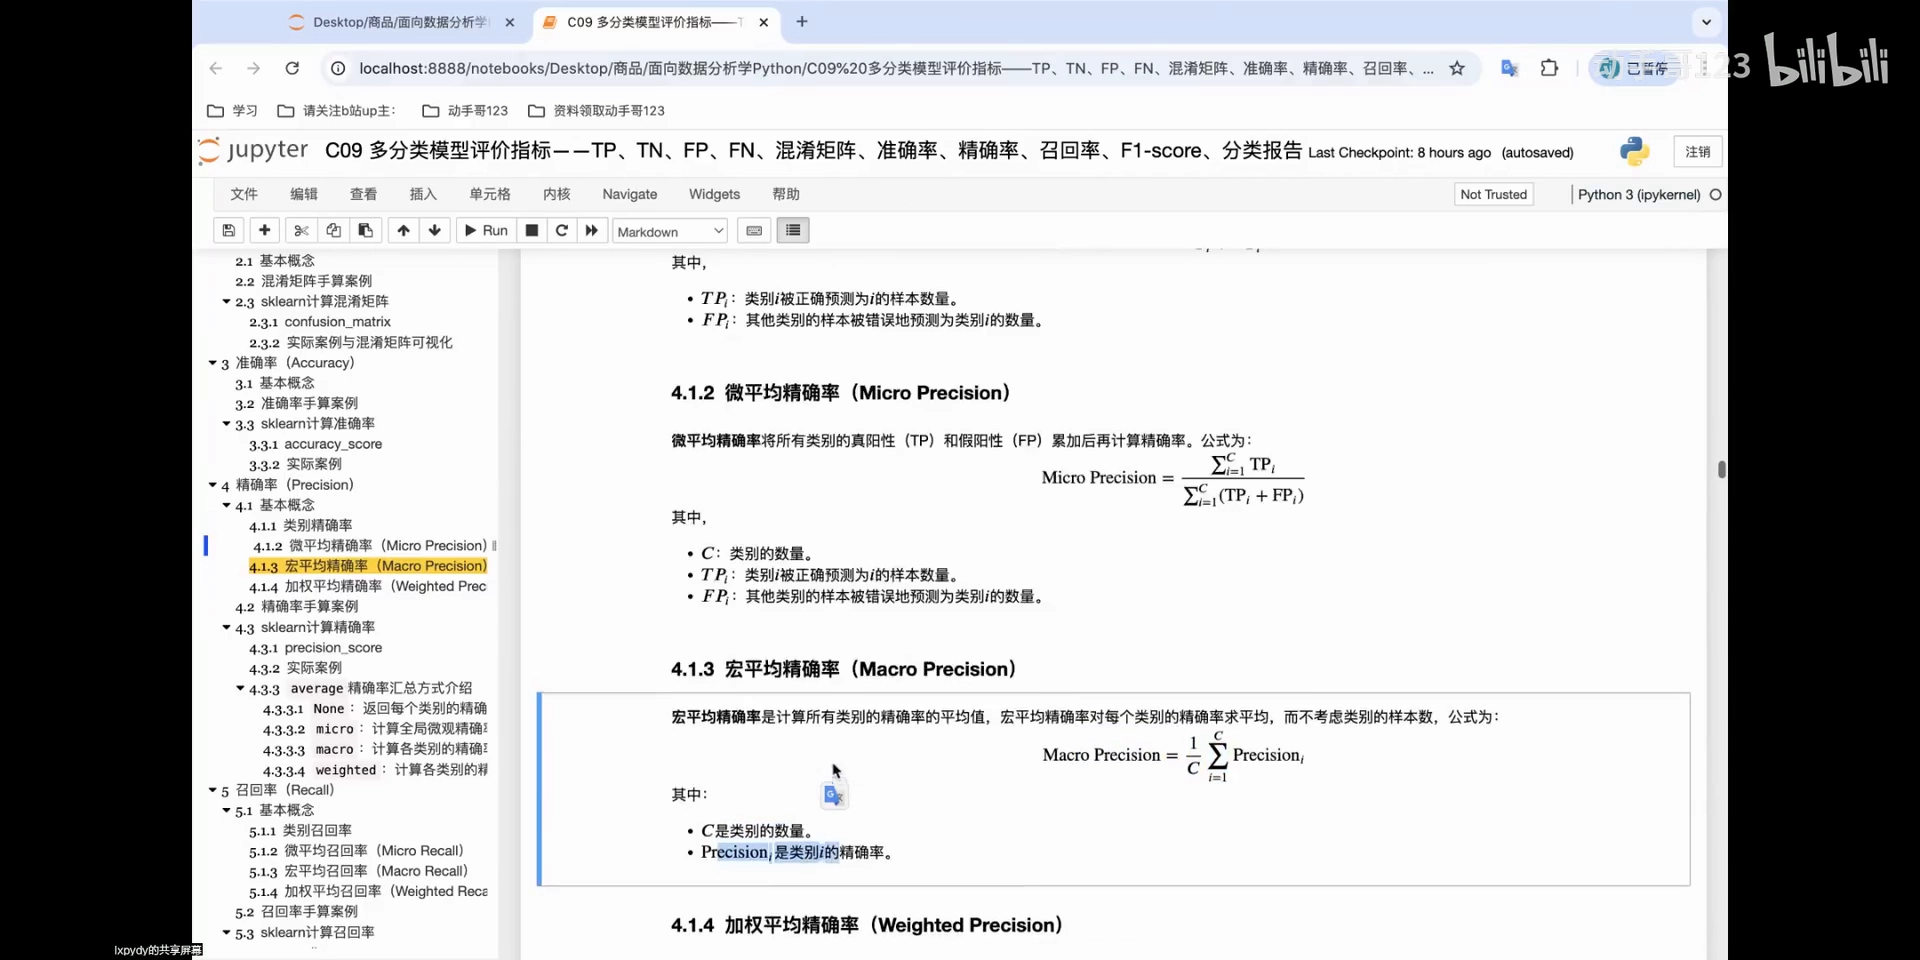 Desktop/商品/面向数据分析学
C09 多分类模型评价指标——T
localhost:8888/notebooks/Desktop/商品/面向数据分析学Python/C09%20多分类模型评价指标——TP、TN、FP、FN、混淆矩阵、准确率、精确率、召回率、...
已暂停
bilibili
学习
请关注b站up主：
动手哥123
资料领取动手哥123
jupyter
C09 多分类模型评价指标——TP、TN、FP、FN、混淆矩阵、准确率、精确率、召回率、F1-score、分类报告 Last Checkpoint: 8 hours ago (autosaved)
注销
文件 编辑 查看 插入 单元格 内核 Navigate Widgets 帮助
Not Trusted
Python 3 (ipykernel)
Run
Markdown
2.1 基本概念
2.2 混淆矩阵手算案例
2.3 sklearn计算混淆矩阵
2.3.1 confusion_matrix
2.3.2 实际案例与混淆矩阵可视化
3 准确率（Accuracy）
3.1 基本概念
3.2 准确率手算案例
3.3 sklearn计算准确率
3.3.1 accuracy_score
3.3.2 实际案例
4 精确率（Precision）
4.1 基本概念
4.1.1 类别精确率
4.1.2 微平均精确率（Micro Precision）
4.1.3 宏平均精确率（Macro Precision）
4.1.4 加权平均精确率（Weighted Prec
4.2 精确率手算案例
4.3 sklearn计算精确率
4.3.1 precision_score
4.3.2 实际案例
4.3.3 average 精确率汇总方式介绍
4.3.3.1 None：返回每个类别的精确
4.3.3.2 micro：计算全局微观精确率
4.3.3.3 macro：计算各类别的精确率
4.3.3.4 weighted：计算各类别的精
5 召回率（Recall）
5.1 基本概念
5.1.1 类别召回率
5.1.2 微平均召回率（Micro Recall）
5.1.3 宏平均召回率（Macro Recall）
5.1.4 加权平均召回率（Weighted Reca
5.2 召回率手算案例
5.3 sklearn计算召回率
其中，
• TPᵢ：类别i被正确预测为i的样本数量。
• FPᵢ：其他类别的样本被错误地预测为类别i的数量。
4.1.2 微平均精确率（Micro Precision）
微平均精确率将所有类别的真阳性（TP）和假阳性（FP）累加后再计算精确率。公式为：
Micro Precision = ∑ᵢ₌₁ᶜ TPᵢ / ∑ᵢ₌₁ᶜ(TPᵢ + FPᵢ)
其中，
• C：类别的数量。
• TPᵢ：类别i被正确预测为i的样本数量。
• FPᵢ：其他类别的样本被错误地预测为类别i的数量。
4.1.3 宏平均精确率（Macro Precision）
宏平均精确率是计算所有类别的精确率的平均值，宏平均精确率对每个类别的精确率求平均，而不考虑类别的样本数，公式为：
Macro Precision = 1/C ∑ᵢ₌₁ᶜ Precisionᵢ
其中：
• C是类别的数量。
• Precisionᵢ是类别i的精确率。
4.1.4 加权平均精确率（Weighted Precision）
lxpydy的共享屏幕